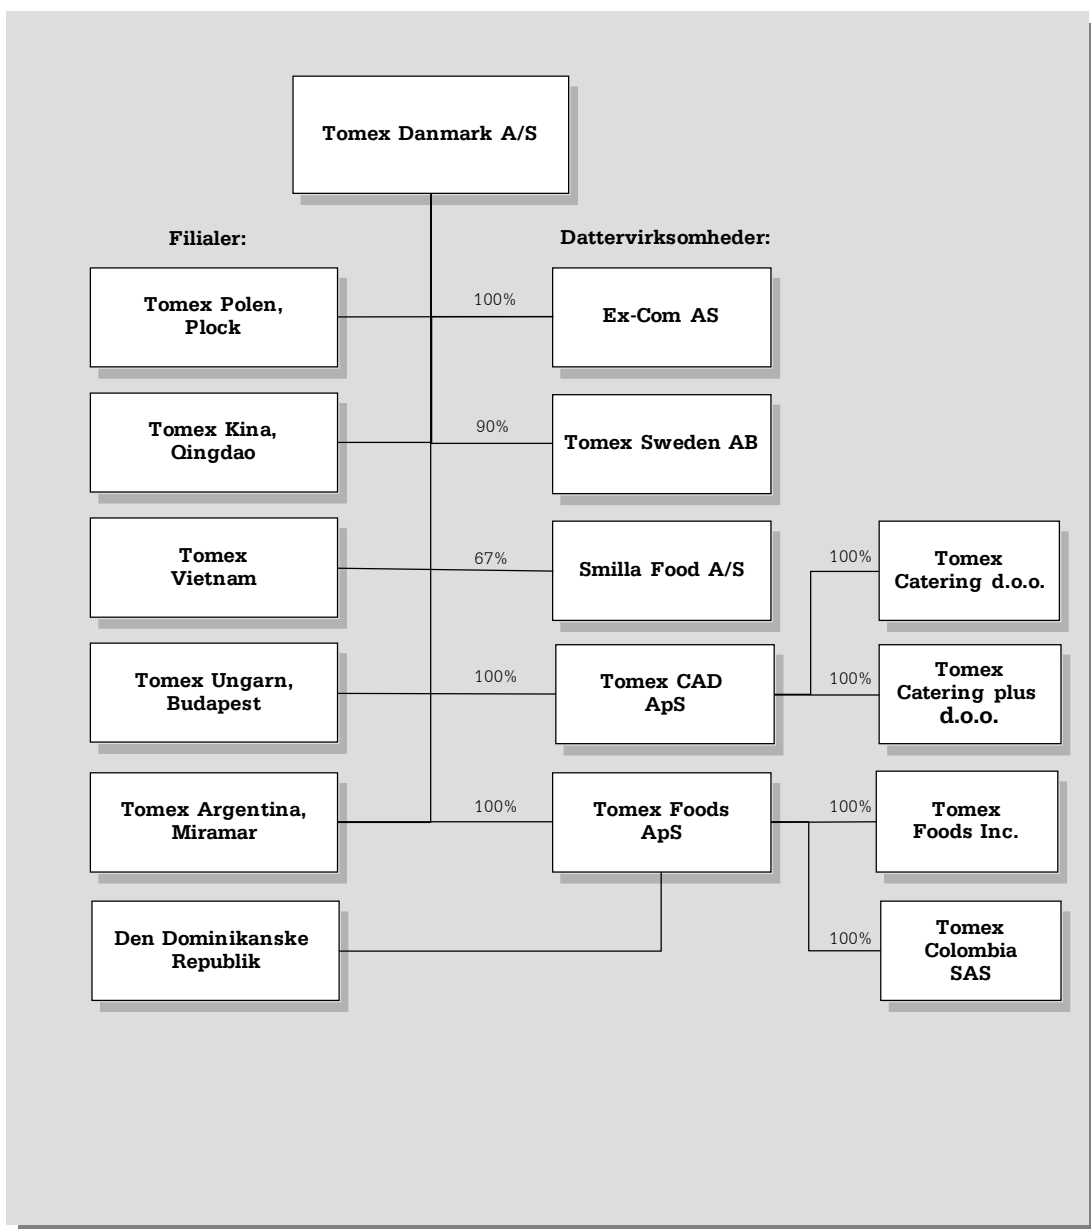 Tomex Danmark A/S
Filialer:
Dattervirksomheder:
Tomex Polen,
Plock
100%
Ex-Com AS
Tomex Kina,
Qingdao
90%
Tomex Sweden AB
Tomex
Vietnam
67%
Smilla Food A/S
100%
Tomex
Catering d.o.o.
Tomex Ungarn,
Budapest
100%
Tomex CAD
ApS
100%
Tomex
Catering plus
d.o.o.
Tomex Argentina,
Miramar
100%
Tomex Foods
ApS
100%
Tomex
Foods Inc.
Den Dominikanske
Republik
100%
Tomex
Colombia
SAS